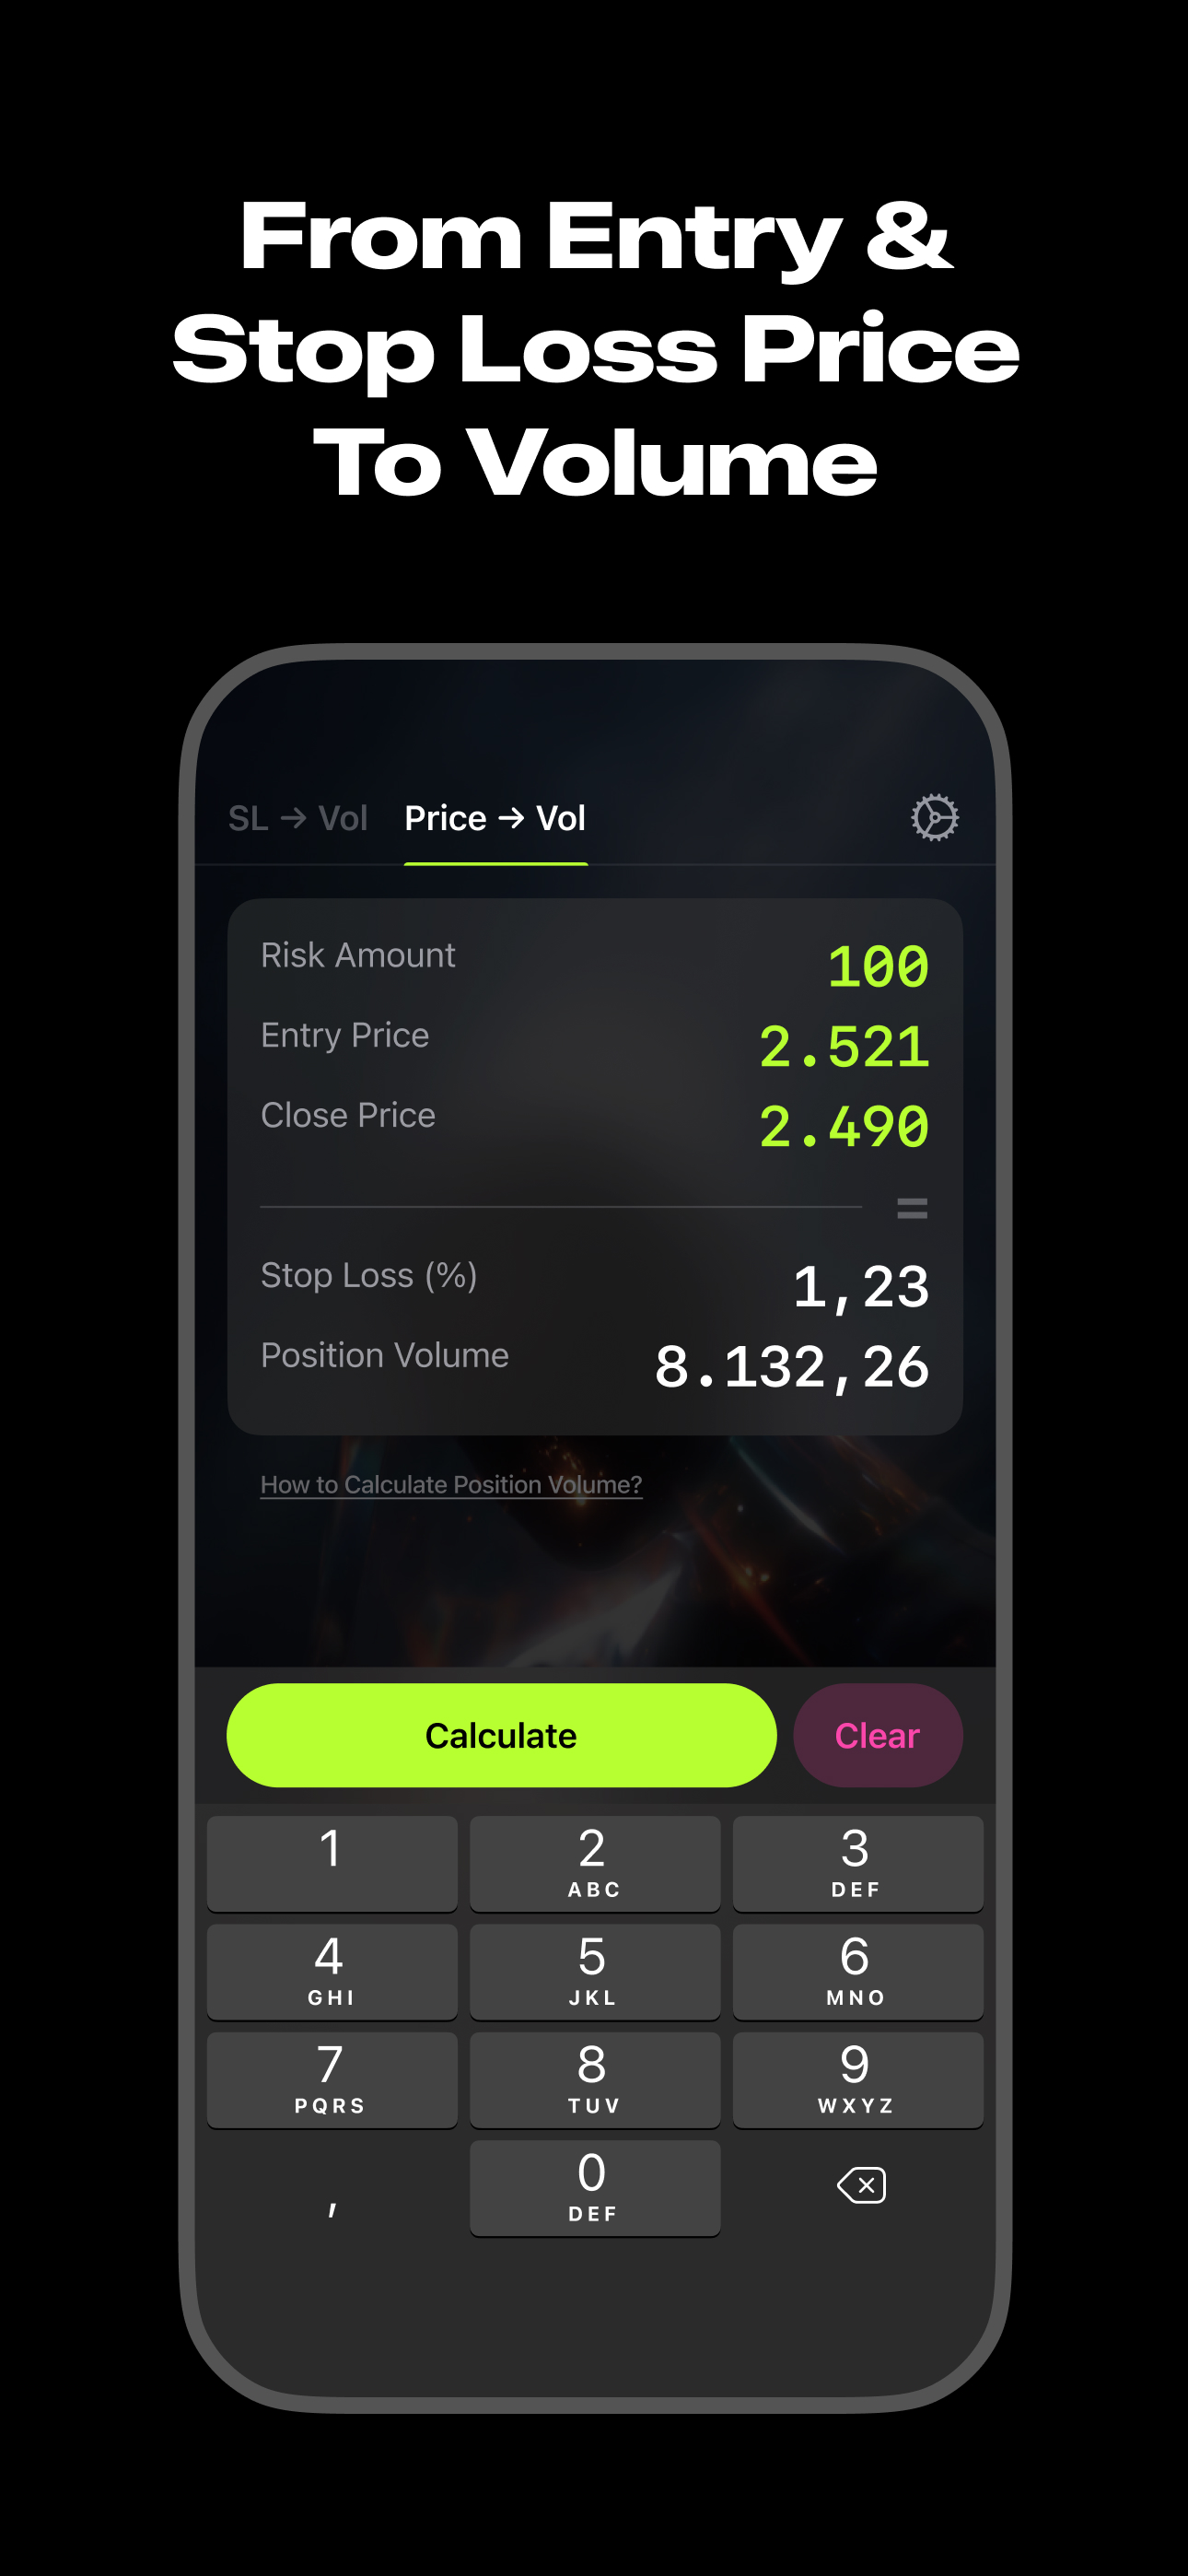 From Entry &
Stop Loss Price
To Volume
SL → Vol Price → Vol
Risk Amount 100
Entry Price 2.521
Close Price 2.490
=
Stop Loss (%) 1,23
Position Volume 8.132,26
How to Calculate Position Volume?
Calculate Clear
1 2 3
ABC DEF
4 5 6
GHI JKL MNO
7 8 9
PQRS TUV WXYZ
, 0
DEF